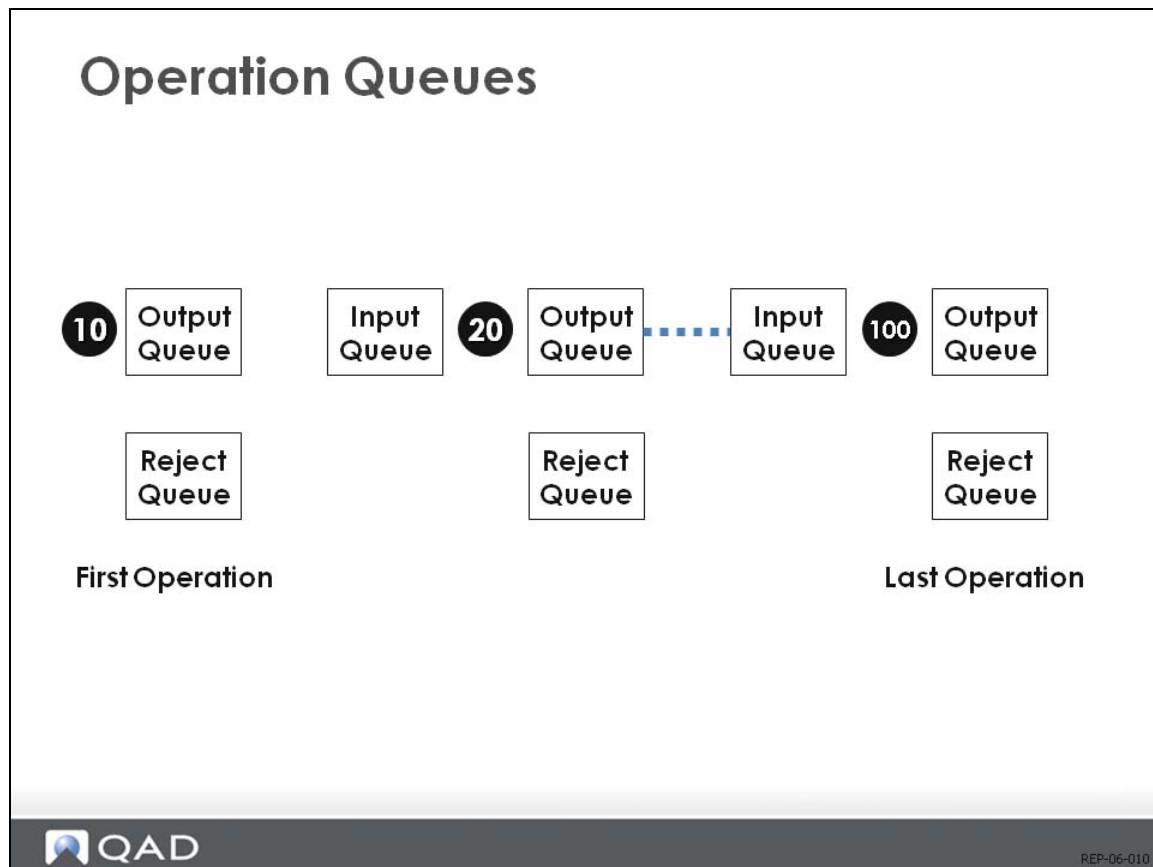 Operation Queues
10
Output
Queue
Input
Queue
20
Output
Queue
Input
Queue
100
Output
Queue
Reject
Queue
Reject
Queue
Reject
Queue
First Operation
Last Operation
QAD
REP-06-010